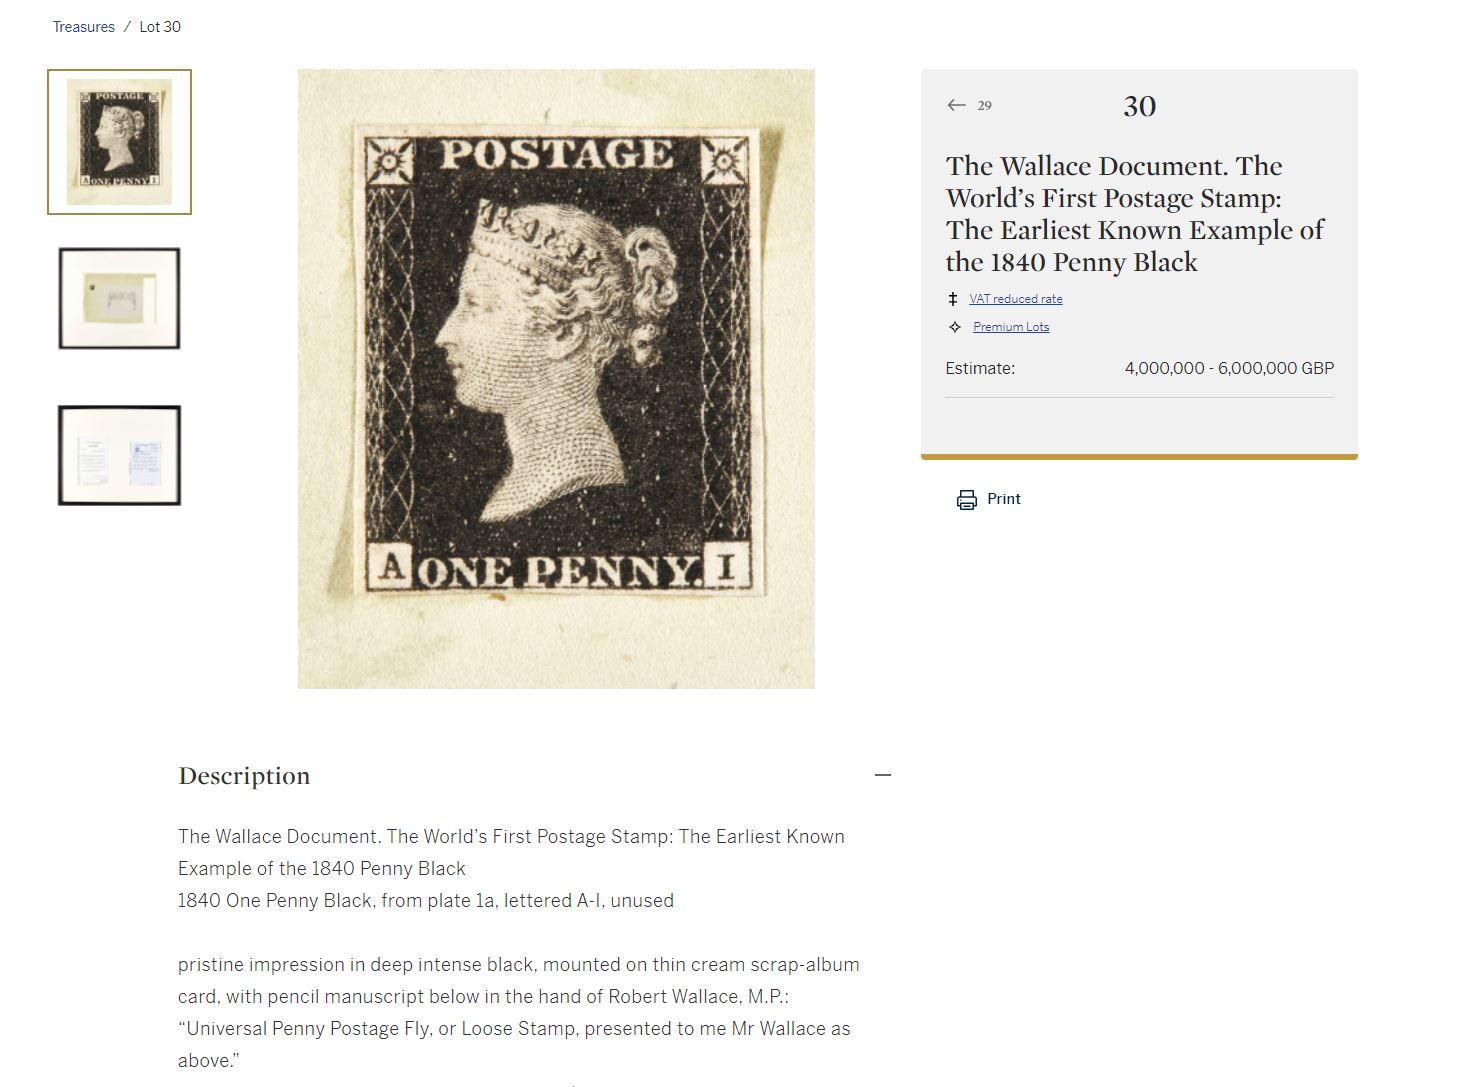 Treasures / Lot 30
POSTAGE
A ONE PENNY. I
← 29
30
The Wallace Document. The
World’s First Postage Stamp:
The Earliest Known Example of
the 1840 Penny Black
‡ VAT reduced rate
Premium Lots
Estimate: 4,000,000 - 6,000,000 GBP
Print
POSTAGE
A ONE PENNY. I
Description
The Wallace Document. The World’s First Postage Stamp: The Earliest Known
Example of the 1840 Penny Black
1840 One Penny Black, from plate 1a, lettered A-I, unused
pristine impression in deep intense black, mounted on thin cream scrap-album
card, with pencil manuscript below in the hand of Robert Wallace, M.P.:
“Universal Penny Postage Fly, or Loose Stamp, presented to me Mr Wallace as
above.”